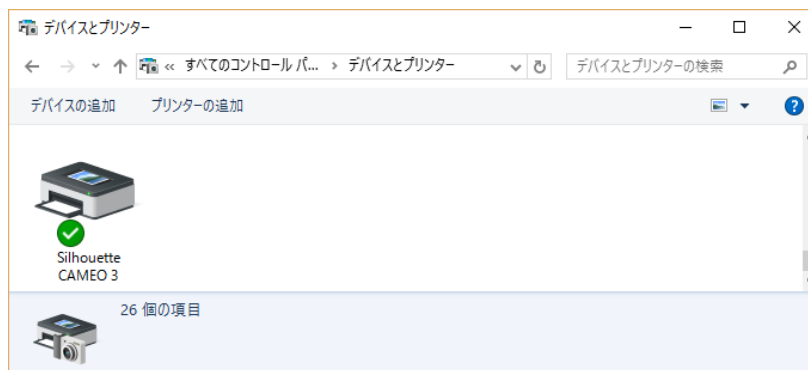 デバイスとプリンター
« すべてのコントロール パ... › デバイスとプリンター
デバイスとプリンターの検索
デバイスの追加 プリンターの追加
Silhouette
CAMEO 3
26 個の項目